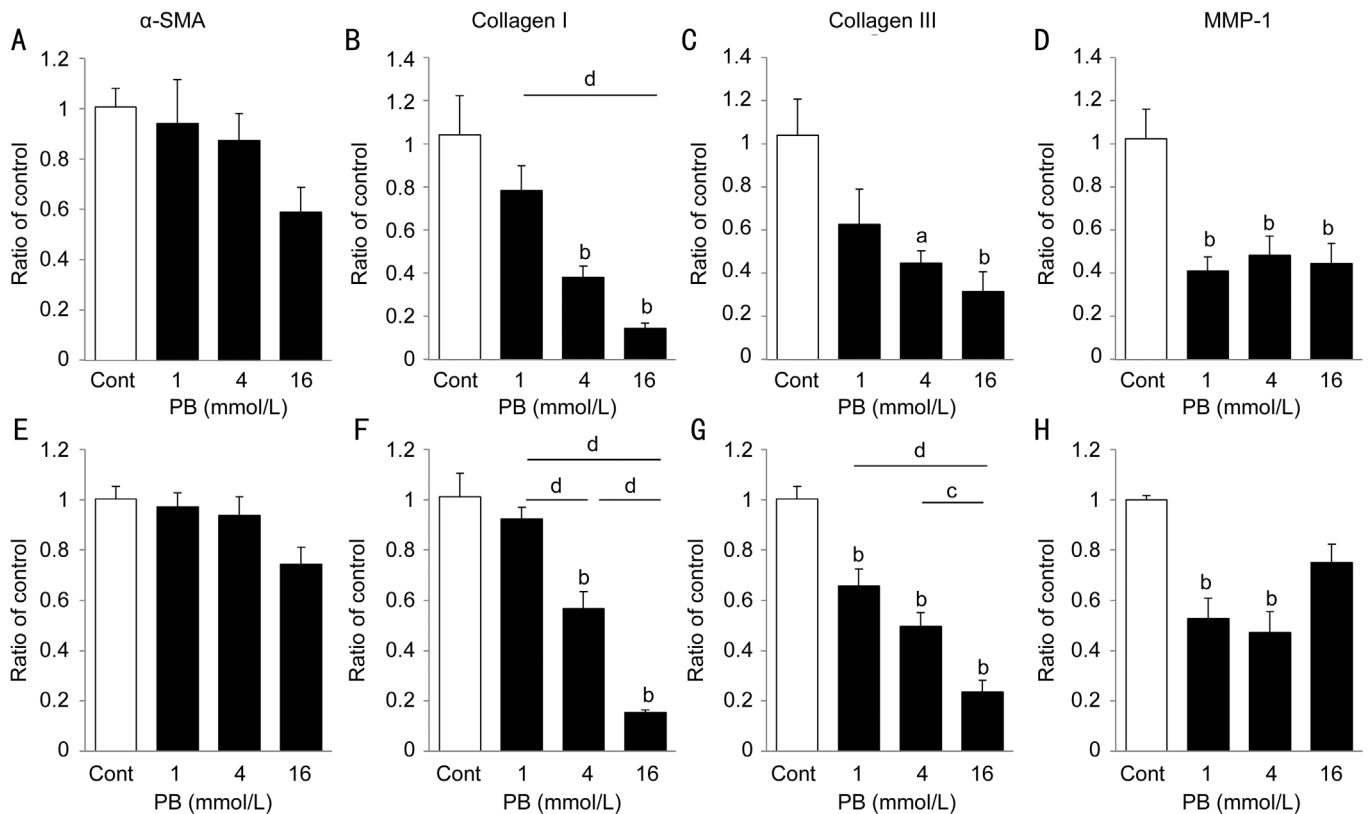 α-SMA
A
Ratio of control
1.2
1
0.8
0.6
0.4
0.2
0
Cont 1 4 16
PB (mmol/L)
Collagen I
B
Ratio of control
1.4
1.2
1
0.8
0.6
0.4
0.2
0
d
b
b
Cont 1 4 16
PB (mmol/L)
Collagen III
C
Ratio of control
1.4
1.2
1
0.8
0.6
0.4
0.2
0
a
b
Cont 1 4 16
PB (mmol/L)
MMP-1
D
Ratio of control
1.4
1.2
1
0.8
0.6
0.4
0.2
0
b b b
Cont 1 4 16
PB (mmol/L)
E
Ratio of control
1.2
1
0.8
0.6
0.4
0.2
0
Cont 1 4 16
PB (mmol/L)
F
Ratio of control
1.2
1
0.8
0.6
0.4
0.2
0
d
d d
b
b
Cont 1 4 16
PB (mmol/L)
G
Ratio of control
1.2
1
0.8
0.6
0.4
0.2
0
d
c
b
b
b
Cont 1 4 16
PB (mmol/L)
H
Ratio of control
1.2
1
0.8
0.6
0.4
0.2
0
b b
Cont 1 4 16
PB (mmol/L)